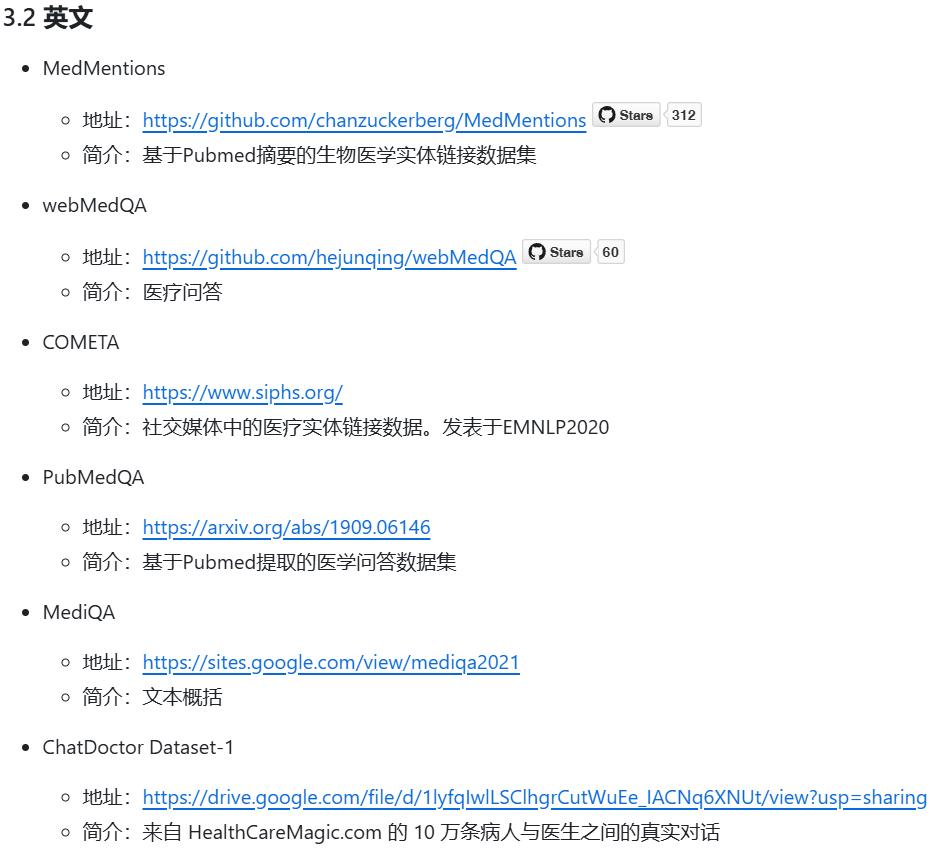 3.2 英文
MedMentions
地址：https://github.com/chanzuckerberg/MedMentions Stars 312
简介：基于Pubmed摘要的生物医学实体链接数据集
webMedQA
地址：https://github.com/hejunqing/webMedQA Stars 60
简介：医疗问答
COMETA
地址：https://www.siphs.org/
简介：社交媒体中的医疗实体链接数据。发表于EMNLP2020
PubMedQA
地址：https://arxiv.org/abs/1909.06146
简介：基于Pubmed提取的医学问答数据集
MediQA
地址：https://sites.google.com/view/mediqa2021
简介：文本概括
ChatDoctor Dataset-1
地址：https://drive.google.com/file/d/1lyfqIwlLSClhgrCutWuEe_IACNq6XNUt/view?usp=sharing
简介：来自 HealthCareMagic.com 的 10 万条病人与医生之间的真实对话